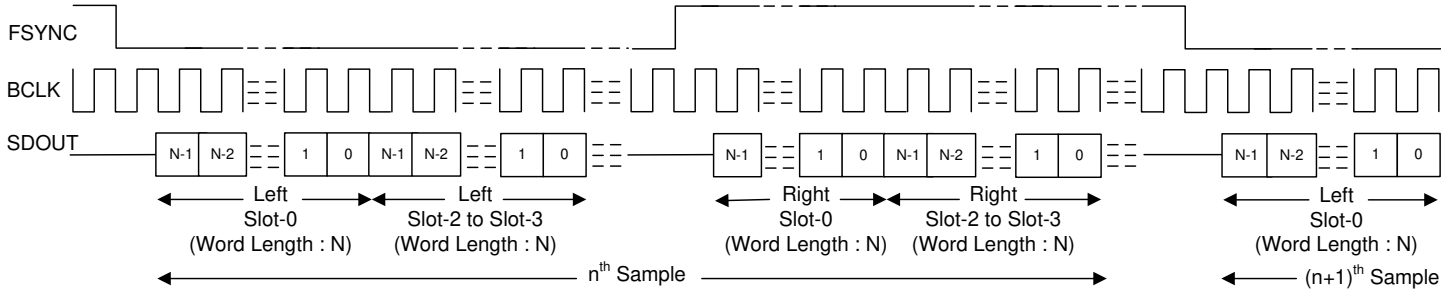 FSYNC
BCLK
SDOUT
N-1 N-2 1 0 N-1 N-2 1 0 N-1 1 0 N-1 N-2 1 0 N-1 N-2 1 0
Left Left Right Right Left
Slot-0 Slot-2 to Slot-3 Slot-0 Slot-2 to Slot-3 Slot-0
(Word Length : N) (Word Length : N) (Word Length : N) (Word Length : N) (Word Length : N)
nth Sample (n+1)th Sample